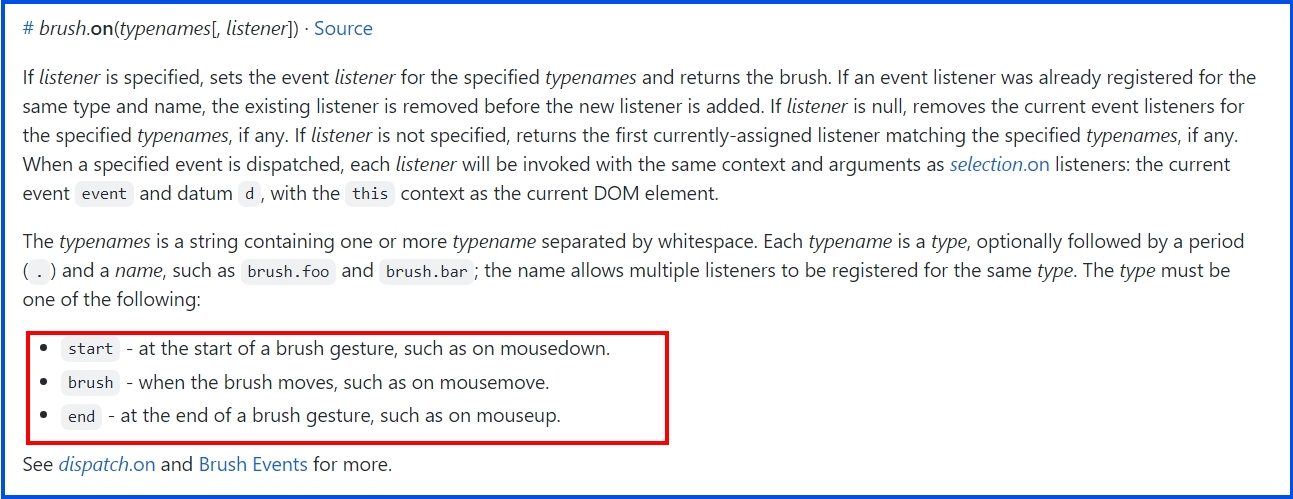 # brush.on(typenames[, listener]) · Source
If listener is specified, sets the event listener for the specified typenames and returns the brush. If an event listener was already registered for the
same type and name, the existing listener is removed before the new listener is added. If listener is null, removes the current event listeners for
the specified typenames, if any. If listener is not specified, returns the first currently-assigned listener matching the specified typenames, if any.
When a specified event is dispatched, each listener will be invoked with the same context and arguments as selection.on listeners: the current
event event and datum d , with the this context as the current DOM element.
The typenames is a string containing one or more typename separated by whitespace. Each typename is a type, optionally followed by a period
( . ) and a name, such as brush.foo and brush.bar ; the name allows multiple listeners to be registered for the same type. The type must be
one of the following:
• start - at the start of a brush gesture, such as on mousedown.
• brush - when the brush moves, such as on mousemove.
• end - at the end of a brush gesture, such as on mouseup.
See dispatch.on and Brush Events for more.